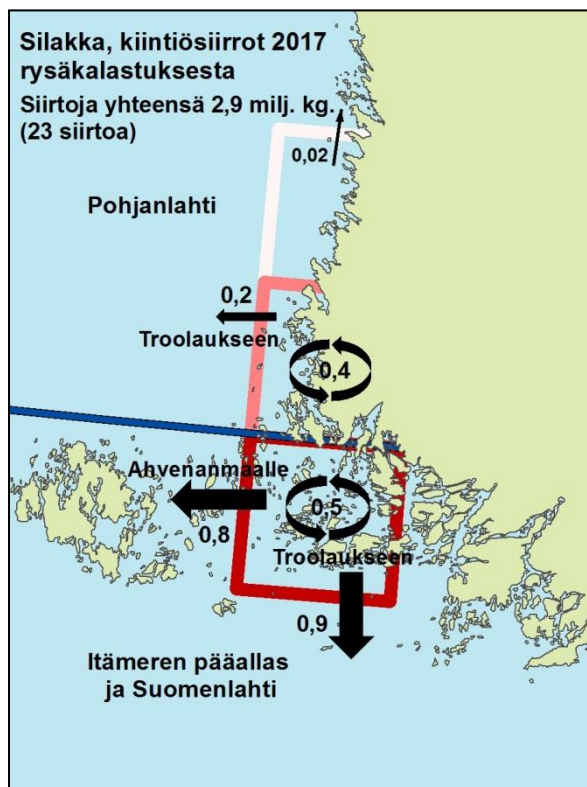 Silakka, kiintiösiirrot 2017
rysäkalastuksesta
Siirtoja yhteensä 2,9 milj. kg.
(23 siirtoa)
0,02
Pohjanlahti
0,2
Troolaukseen
0,4
Ahvenanmaalle
0,8
0,5
Troolaukseen
0,9
Itämeren pääallas
ja Suomenlahti